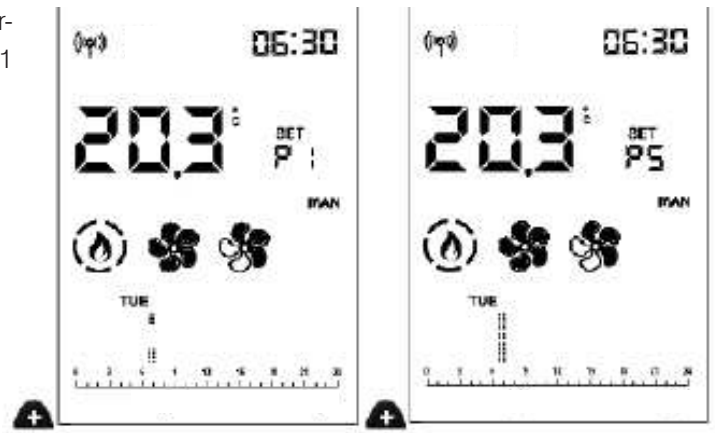 r-
1
06:30
20.3 °C
SET
P1
MAN
TUE
+
06:30
20.3 °C
SET
P5
MAN
TUE
+